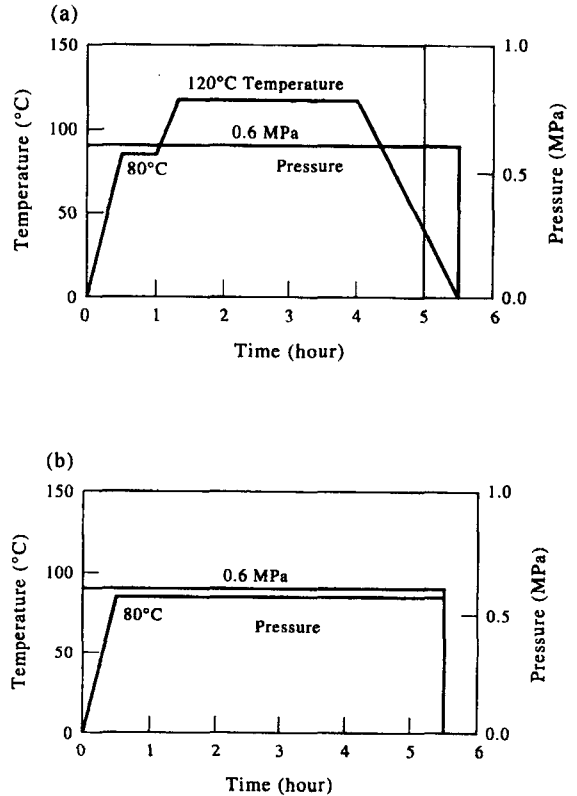 (a)
150
100
50
0
Temperature (°C)
120°C Temperature
0.6 MPa
80°C
Pressure
1.0
0.5
0.0
Pressure (MPa)
0 1 2 3 4 5 6
Time (hour)
(b)
150
100
50
0
Temperature (°C)
0.6 MPa
80°C
Pressure
1.0
0.5
0.0
Pressure (MPa)
0 1 2 3 4 5 6
Time (hour)